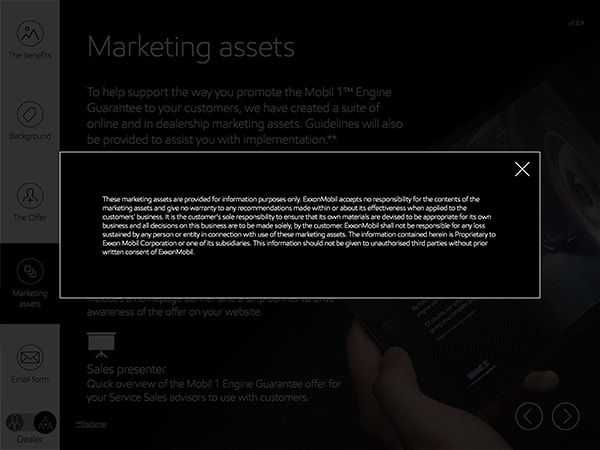 v1.09
Marketing assets
The benefits
To help support the way you promote the Mobil 1™ Engine
Guarantee to your customers, we have created a suite of
online and in dealership marketing assets. Guidelines will also
be provided to assist you with implementation.**
Background
The Offer
These marketing assets are provided for information purposes only. ExxonMobil accepts no responsibility for the contents of the
marketing assets and give no warranty to any recommendations made within or about its effectiveness when applied to the
customers' business. It is the customer's sole responsibility to ensure that its own materials are devised to be appropriate for its own
business and all decisions on this business are to be made solely, by the customer. ExxonMobil shall not be responsible for any loss
sustained by any person or entity in connection with use of these marketing assets. The information contained herein is Proprietary to
Exxon Mobil Corporation or one of its subsidiaries. This information should not be given to unauthorised third parties without prior
written consent of ExxonMobil.
Marketing
assets
includes a homepage banner and a strip banner to drive
awareness of the offer on your website.
Sales presenter
Quick overview of the Mobil 1 Engine Guarantee offer for
your Service Sales advisors to use with customers.
Email form
**Disclaimer
Dealer
Mobil 1